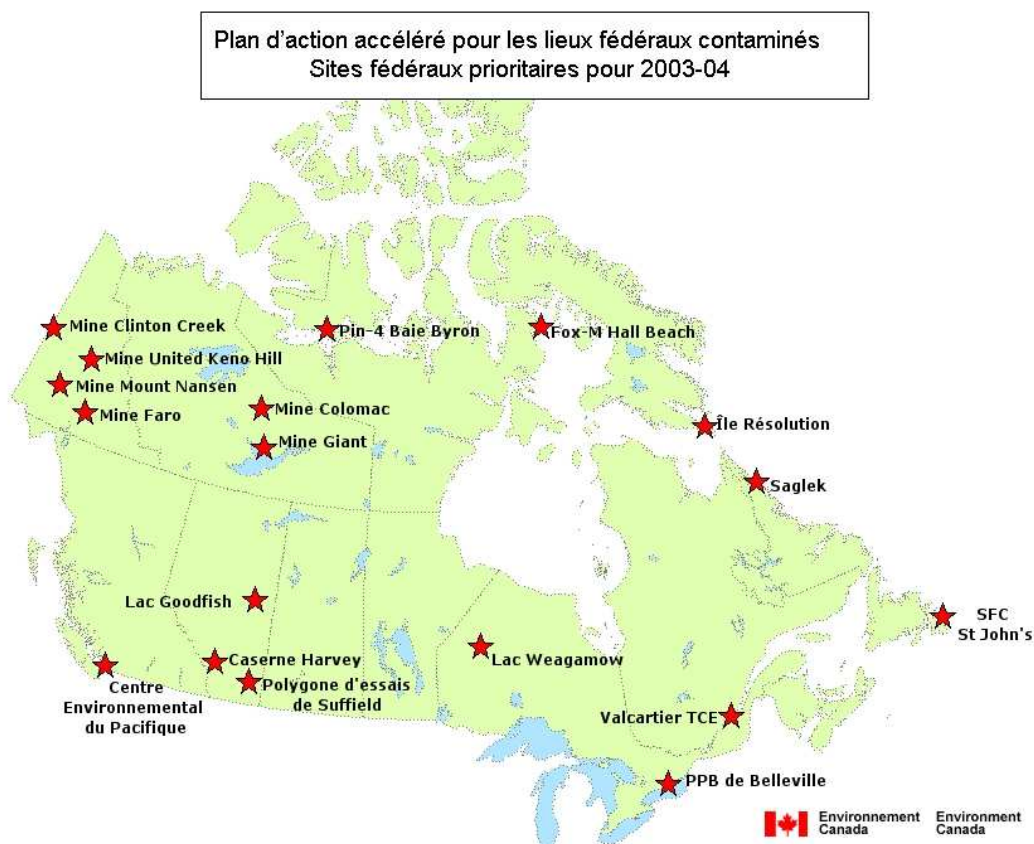 Plan d'action accéléré pour les lieux fédéraux contaminés
Sites fédéraux prioritaires pour 2003-04
Mine Clinton Creek
Pin-4 Baie Byron
Fox-M Hall Beach
Mine United Keno Hill
Mine Mount Nansen
Mine Faro
Mine Colomac
Mine Giant
Île Résolution
Saglek
Lac Goodfish
SFC
St John's
Caserne Harvey
Lac Weagamow
Centre
Environnemental
du Pacifique
Polygone d'essais
de Suffield
Valcartier TCE
PPB de Belleville
Environnement
Canada
Environment
Canada